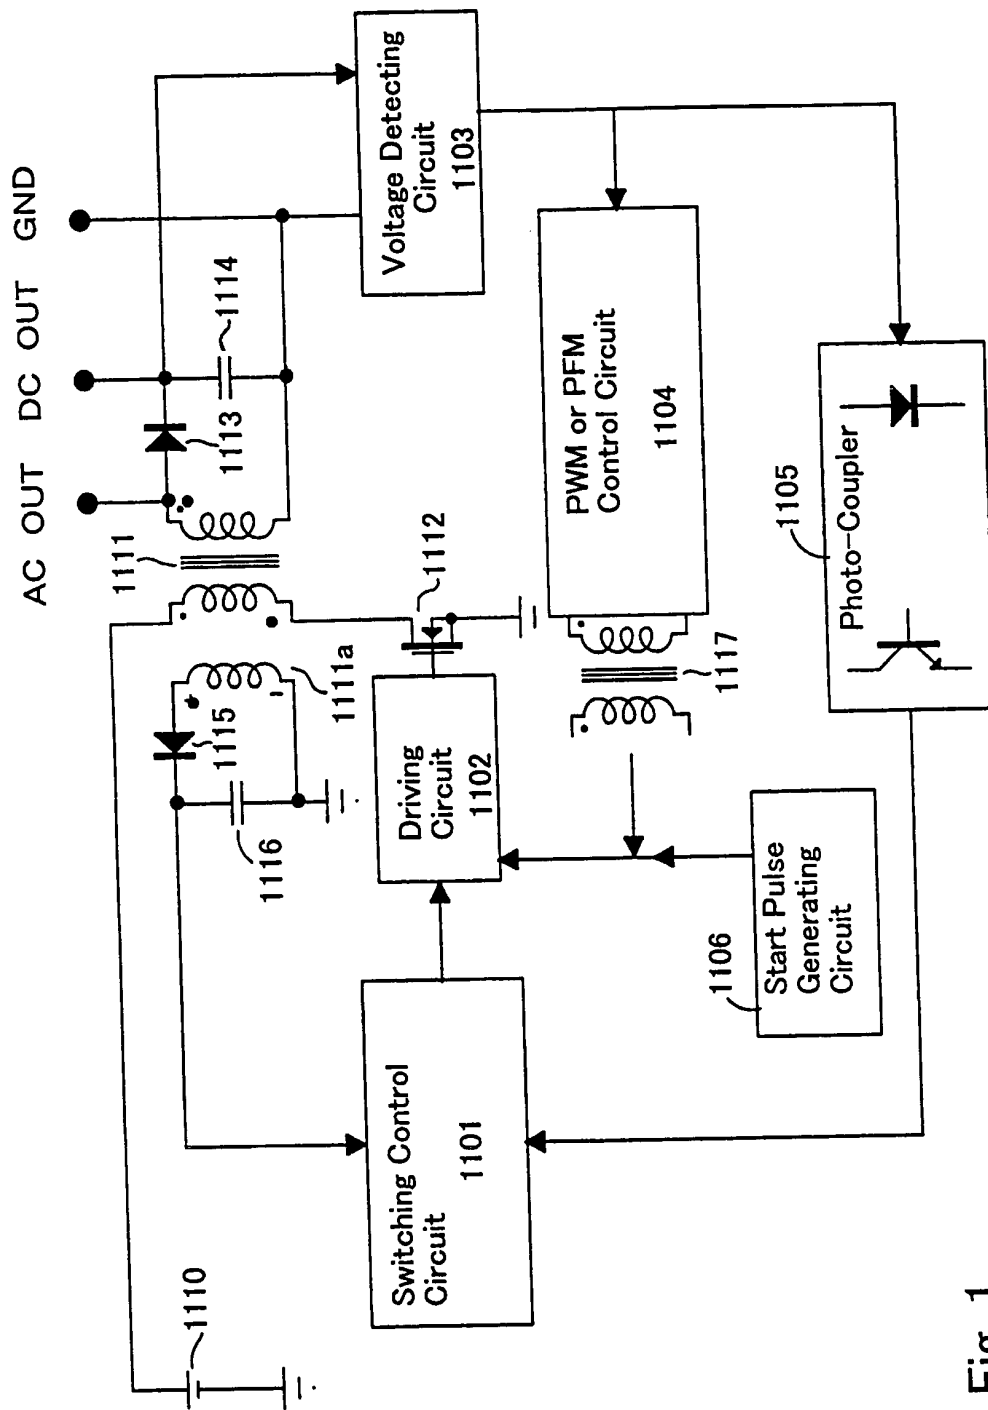 AC OUT DC OUT GND
1111
1113
1114
1110
1115
1116
1111a
1112
Voltage Detecting
Circuit
1103
Switching Control
Circuit
1101
Driving
Circuit
1102
1117
PWM or PFM
Control Circuit
1104
1106
Start Pulse
Generating
Circuit
1105
Photo-Coupler
Fig. 1